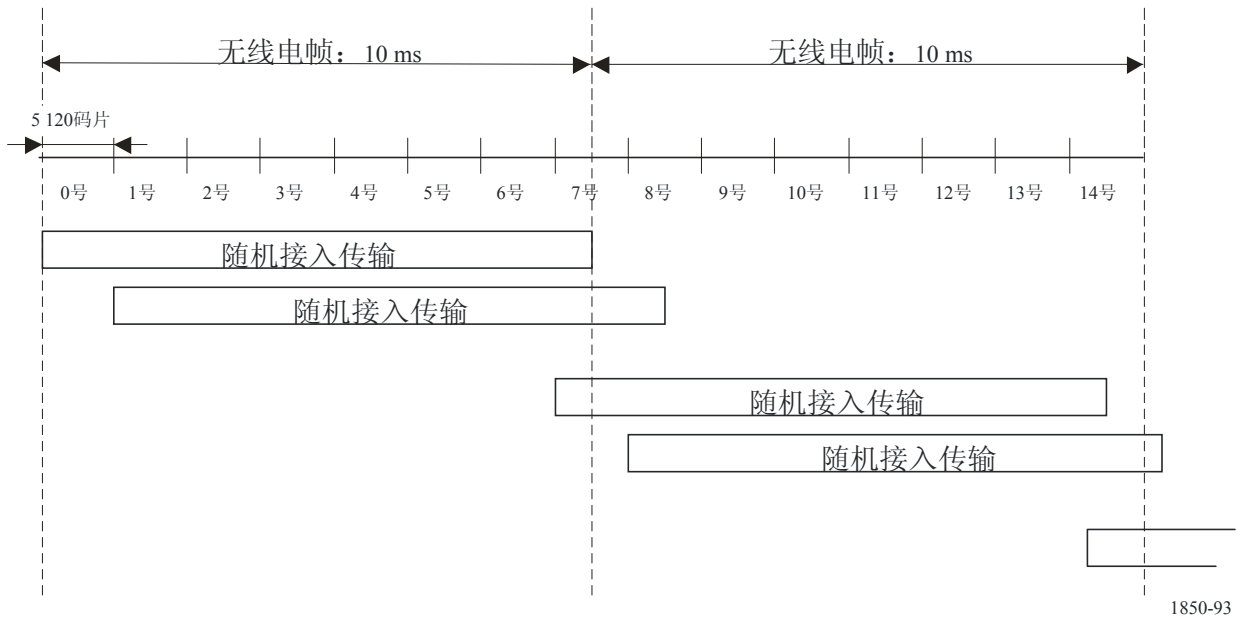 无线电帧：10 ms
无线电帧：10 ms
5 120码片
0号
1号
2号
3号
4号
5号
6号
7号
8号
9号
10号
11号
12号
13号
14号
随机接入传输
随机接入传输
随机接入传输
随机接入传输
1850-93